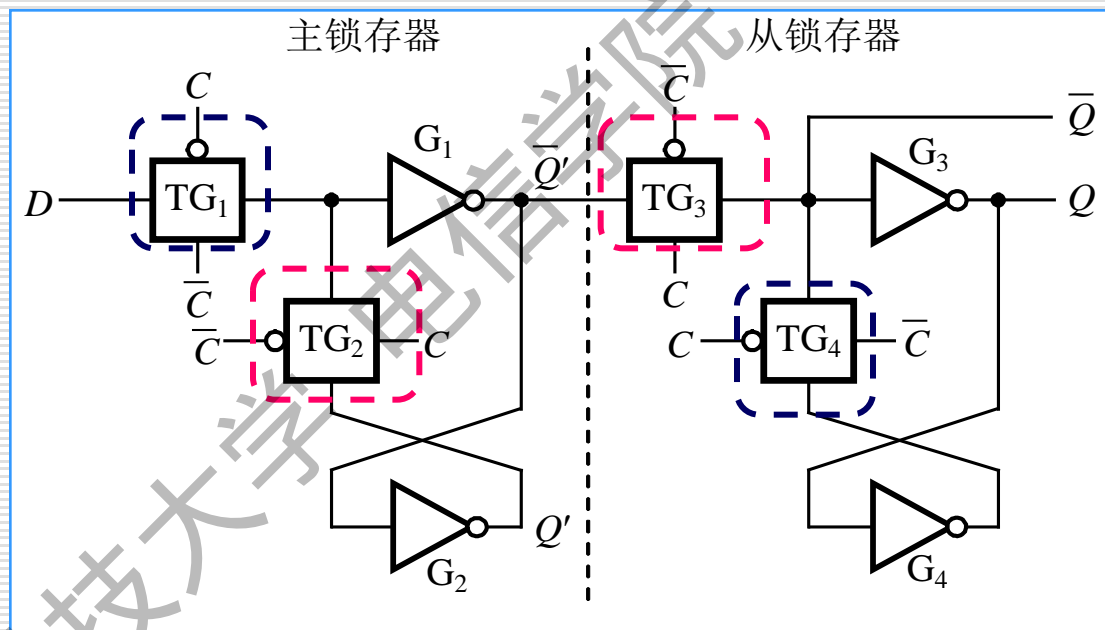 主锁存器
从锁存器
C
C̅
Q̅
G₁
G₃
Q̅′
D
TG₁
TG₃
Q
C̅
C
C̅
TG₂
C
C
TG₄
C̅
Q′
G₂
G₄
技大学 电信学院